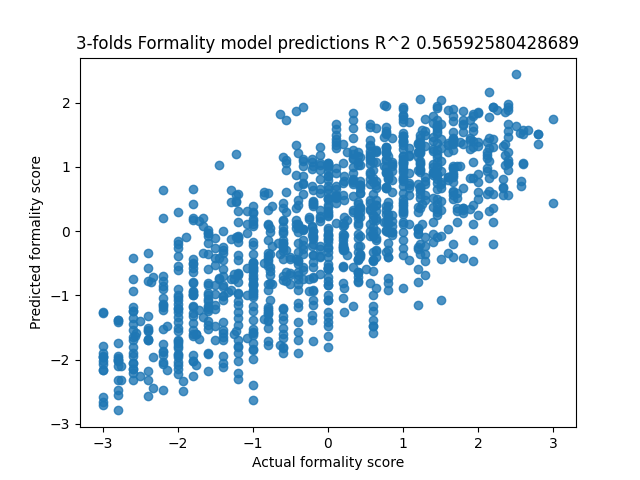 3-folds Formality model predictions R^2 0.56592580428689
2
1
0
−1
−2
−3
Predicted formality score
−3 −2 −1 0 1 2 3
Actual formality score